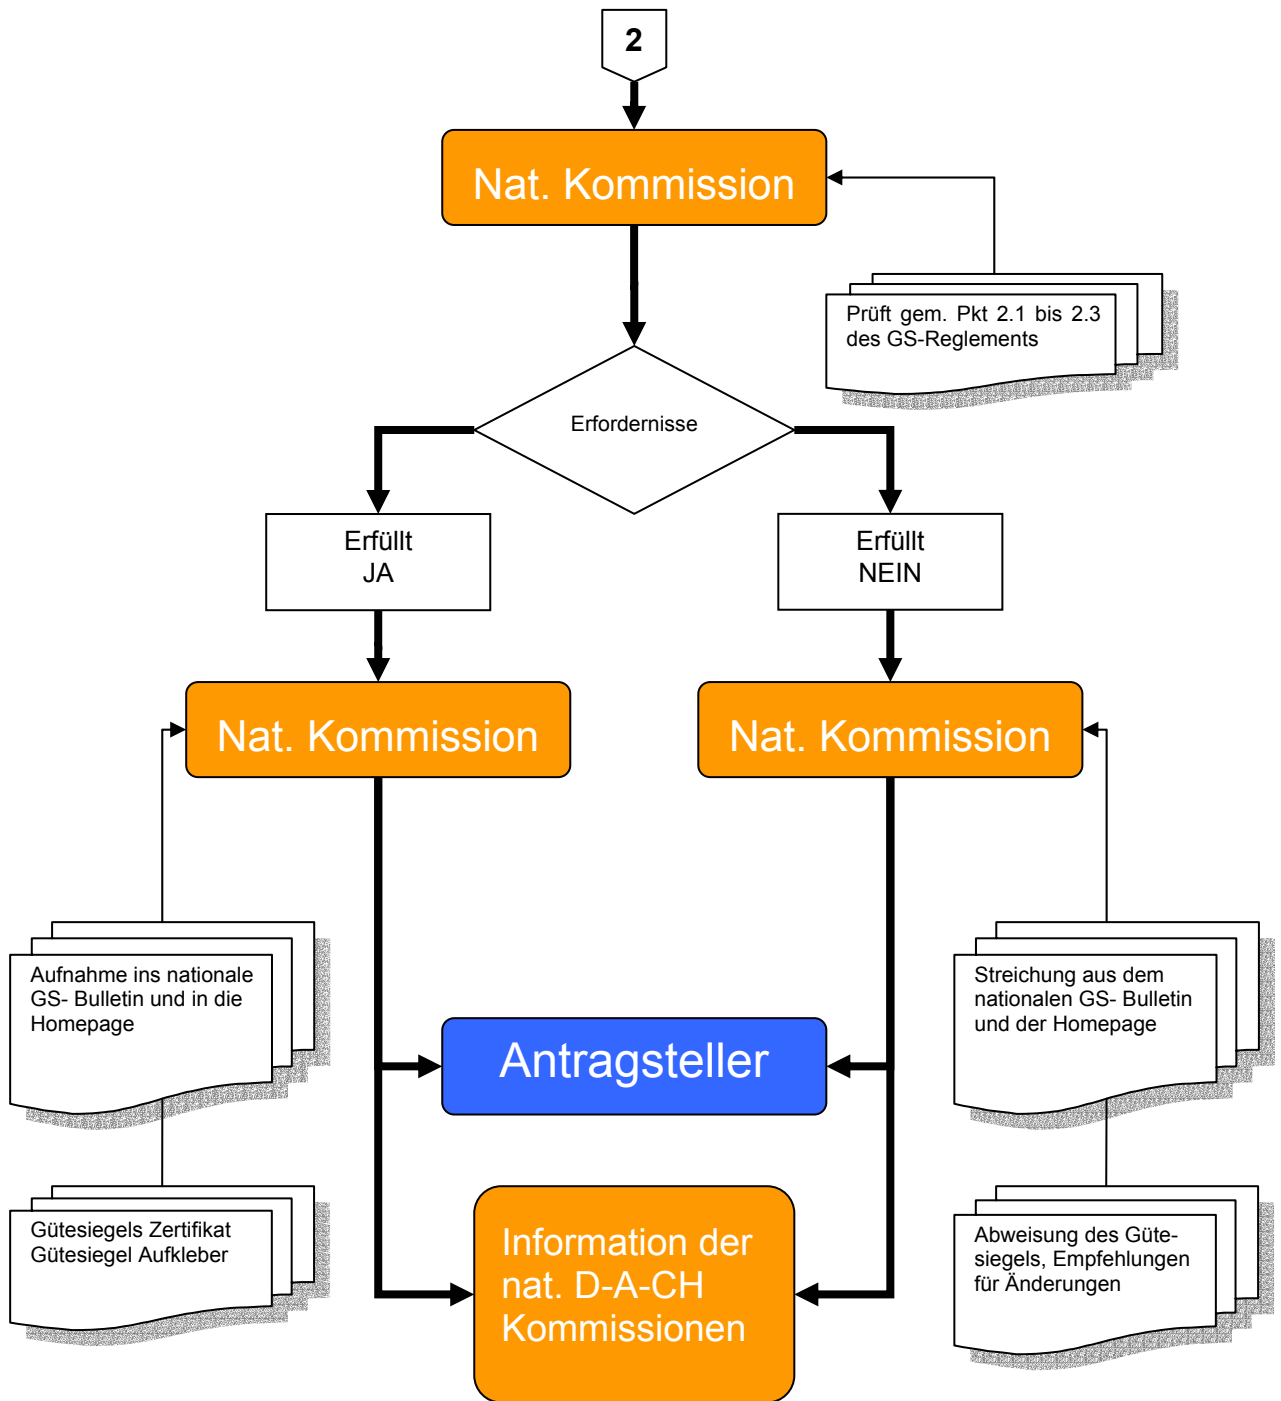 2
Nat. Kommission
Prüft gem. Pkt 2.1 bis 2.3
des GS-Reglements
Erfordernisse
Erfüllt
JA
Erfüllt
NEIN
Nat. Kommission
Nat. Kommission
Aufnahme ins nationale
GS- Bulletin und in die
Homepage
Streichung aus dem
nationalen GS- Bulletin
und der Homepage
Antragsteller
Gütesiegels Zertifikat
Gütesiegel Aufkleber
Information der
nat. D-A-CH
Kommissionen
Abweisung des Güte-
siegels, Empfehlungen
für Änderungen